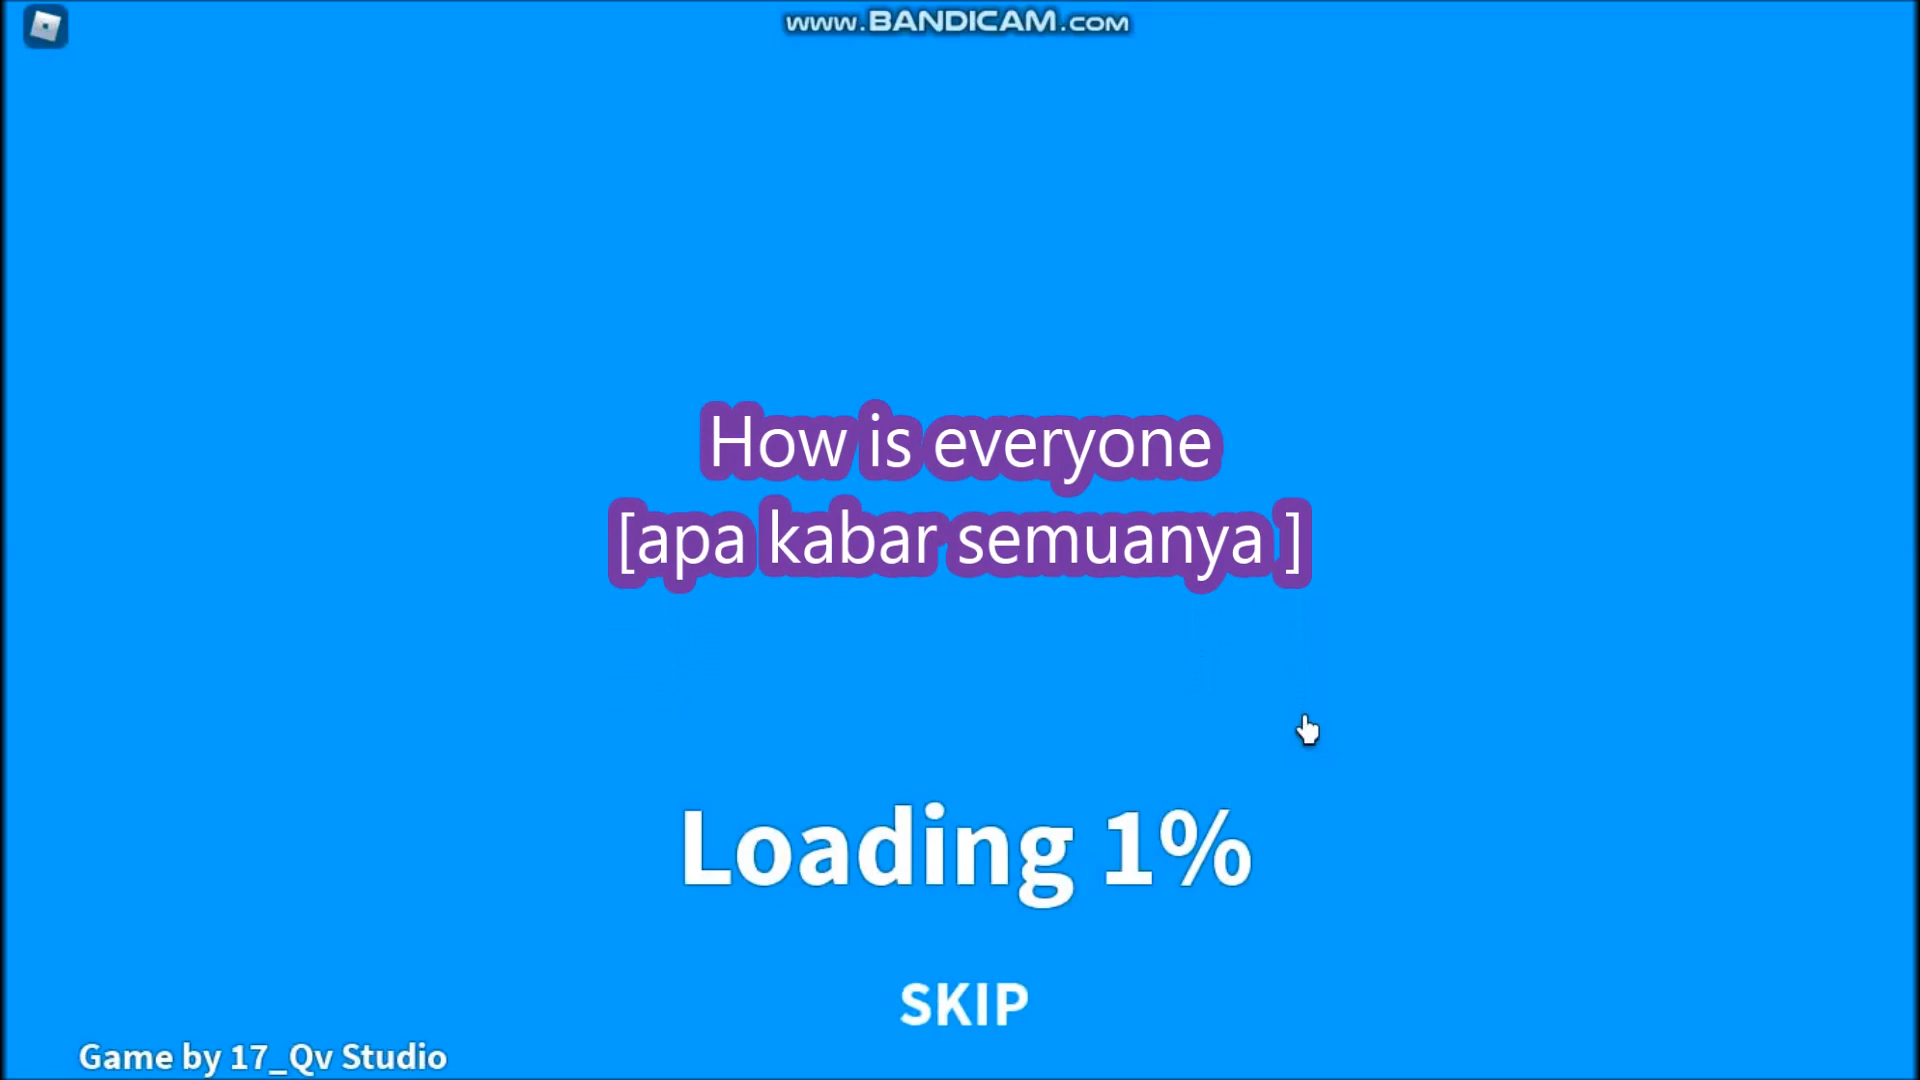 www.BANDICAM.com
How is everyone
[apa kabar semuanya ]
Loading 1%
SKIP
Game by 17_Qv Studio